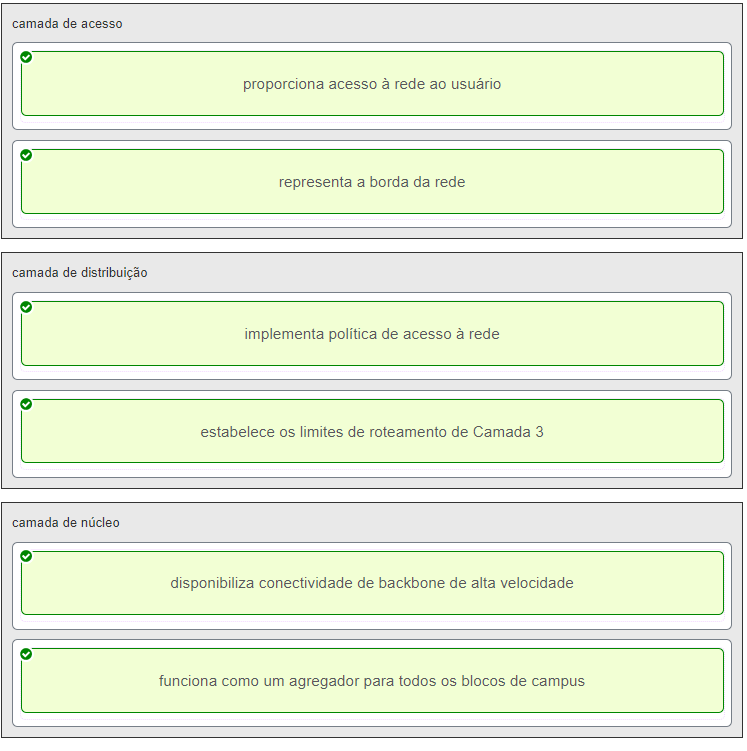 camada de acesso
proporciona acesso à rede ao usuário
representa a borda da rede
camada de distribuição
implementa política de acesso à rede
estabelece os limites de roteamento de Camada 3
camada de núcleo
disponibiliza conectividade de backbone de alta velocidade
funciona como um agregador para todos os blocos de campus